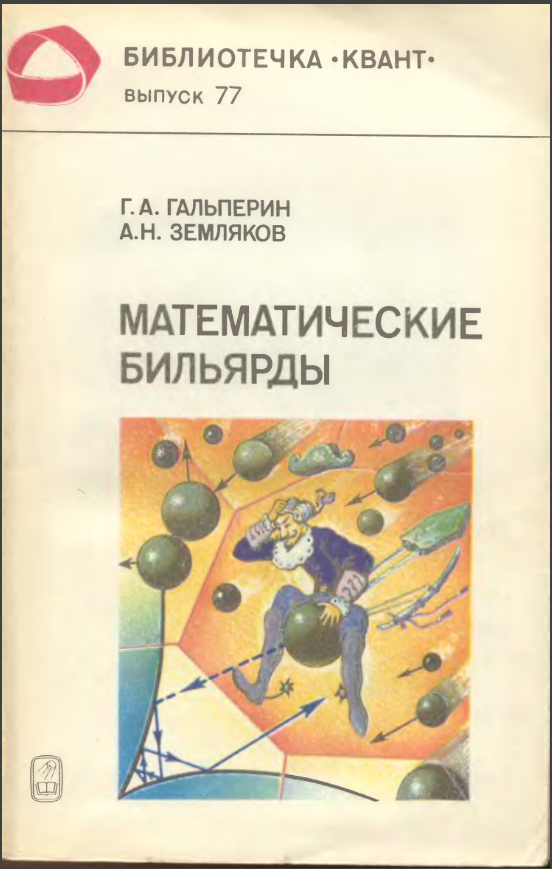 БИБЛИОТЕЧКА •КВАНТ•
ВЫПУСК 77
Г.А. ГАЛЬПЕРИН
А.Н. ЗЕМЛЯКОВ
МАТЕМАТИЧЕСКИЕ
БИЛЬЯРДЫ